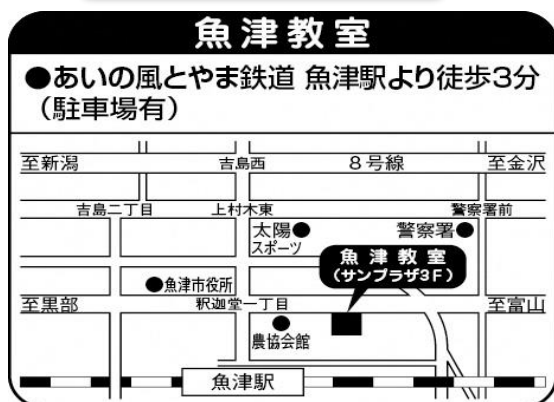 魚津教室
●あいの風とやま鉄道 魚津駅より徒歩3分
（駐車場有）
至新潟 吉島西 8号線 至金沢
吉島二丁目 上村木東 警察署前
太陽●
スポーツ
警察署●
魚津教室
（サンプラザ3F）
●魚津市役所
至黒部 釈迦堂一丁目 至富山
農協会館
魚津駅